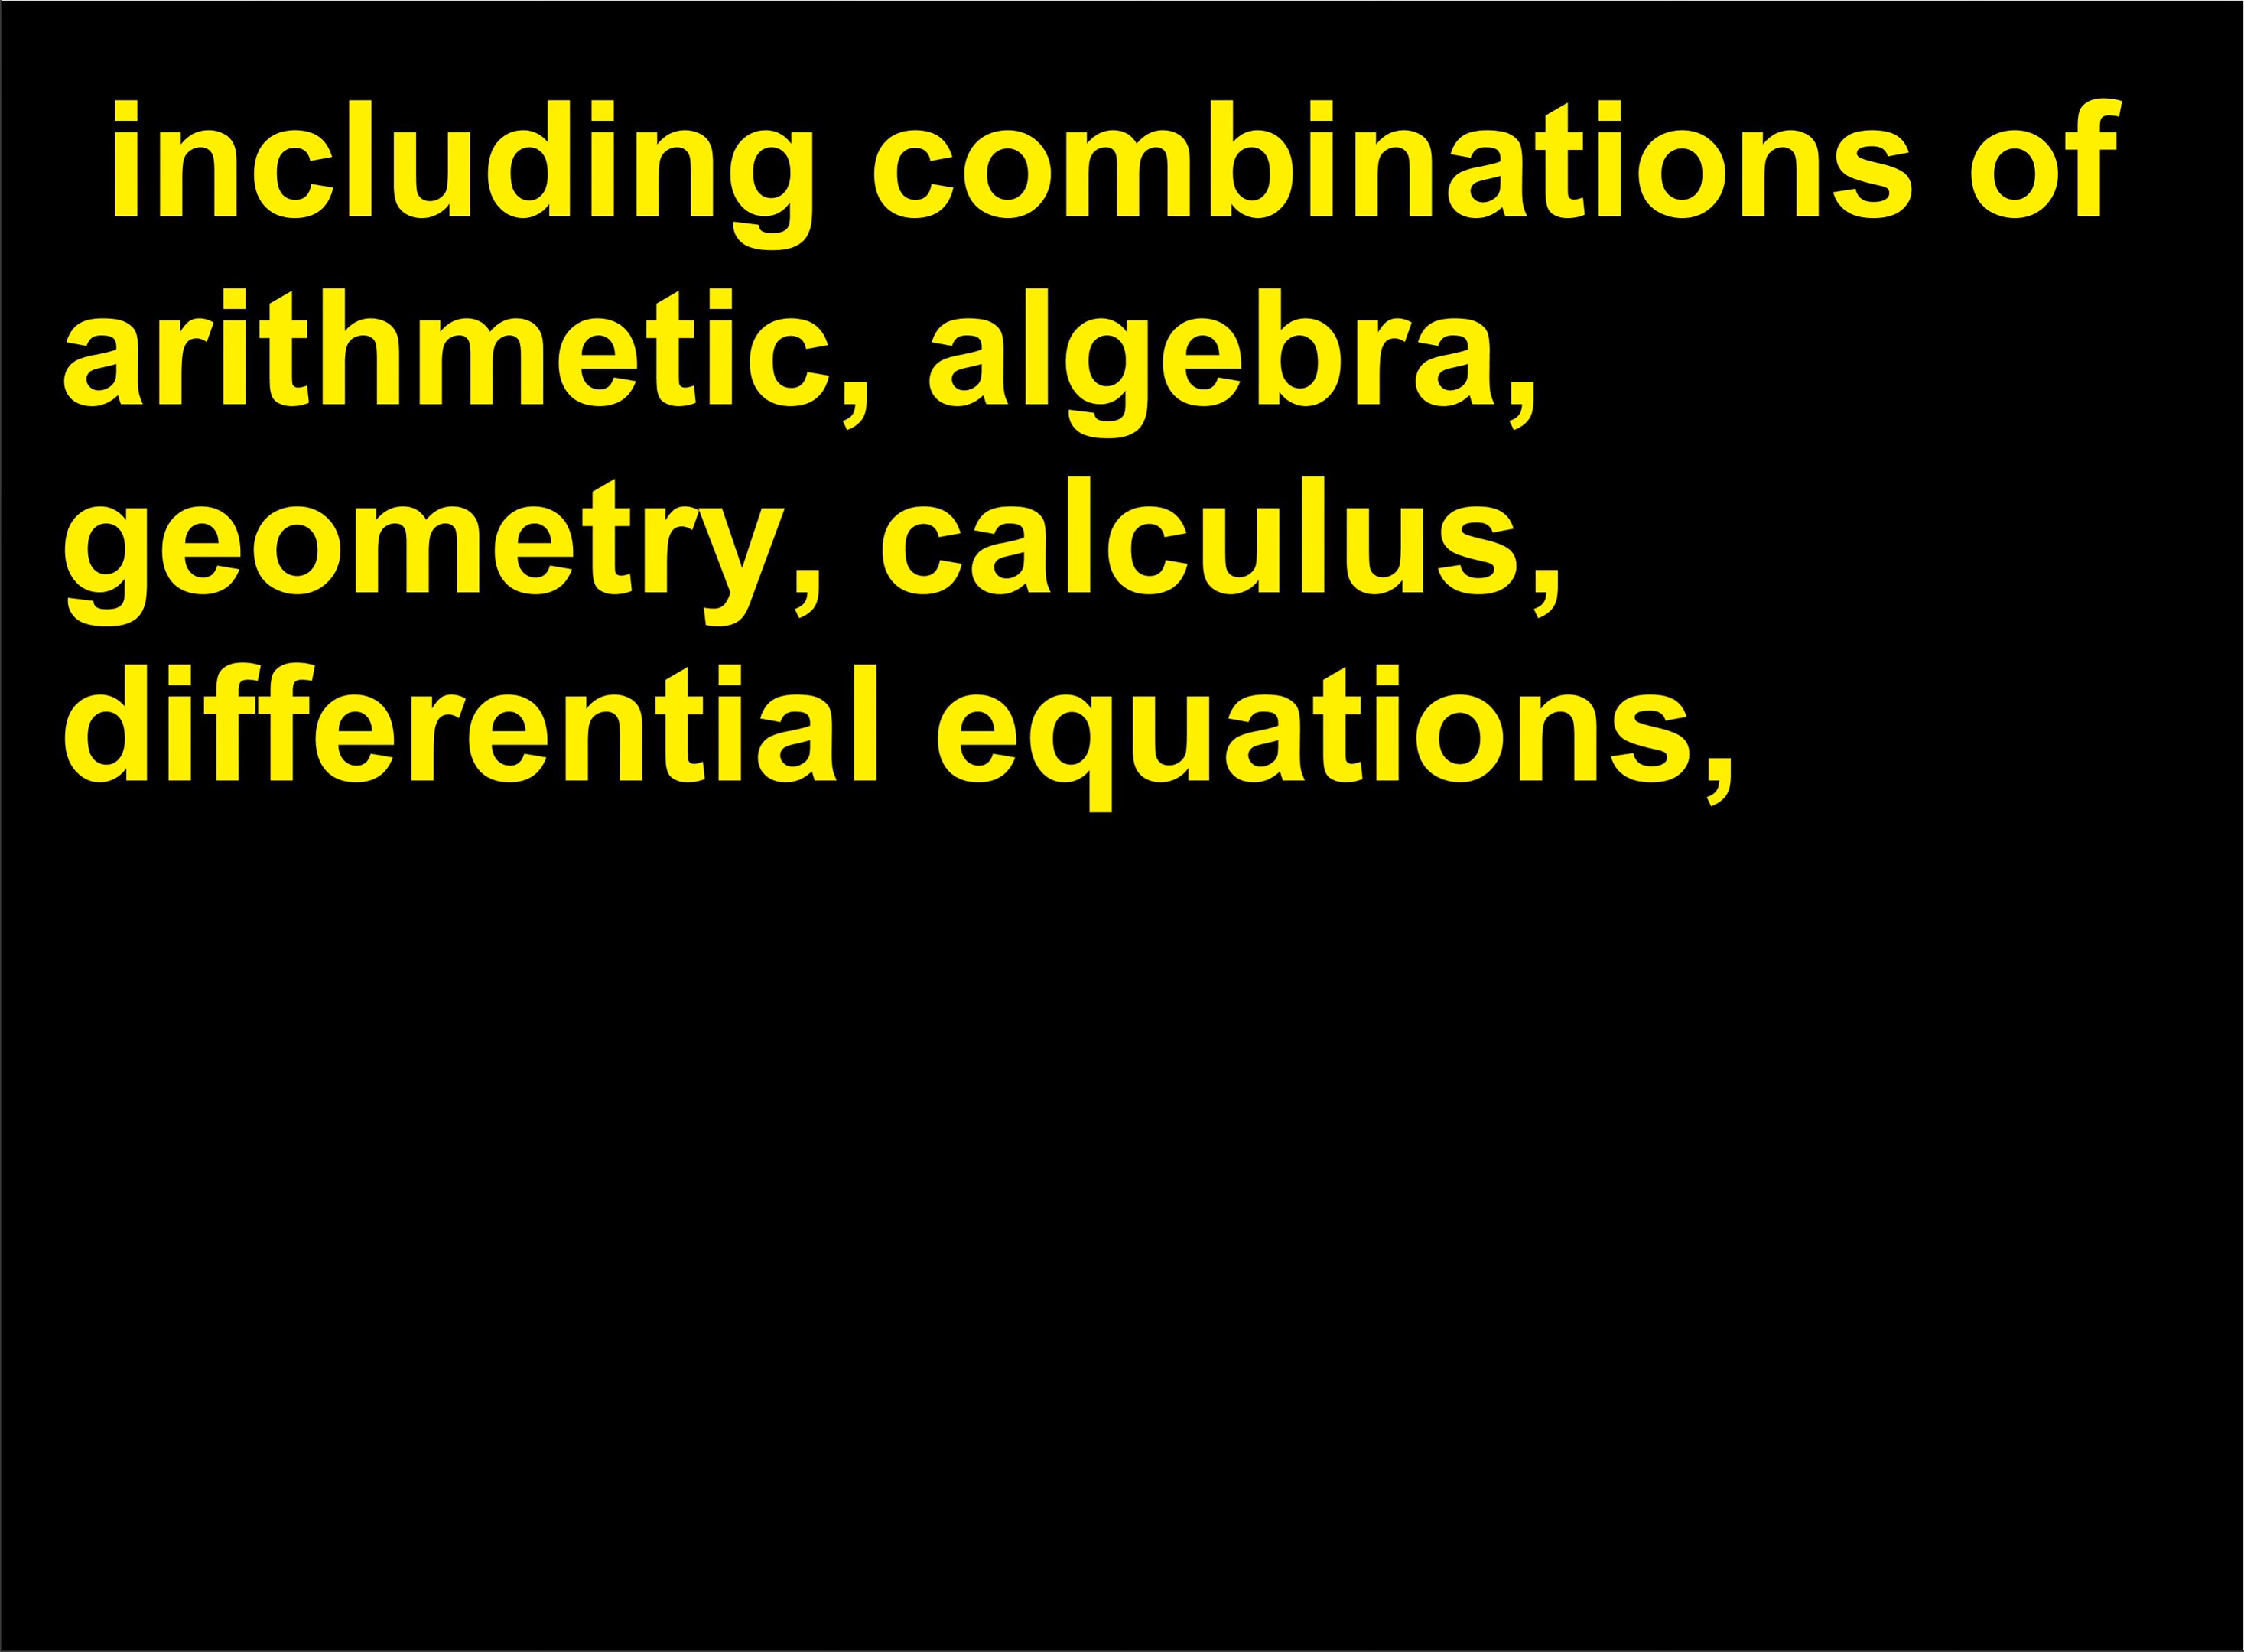 including combinations of
arithmetic, algebra,
geometry, calculus,
differential equations,